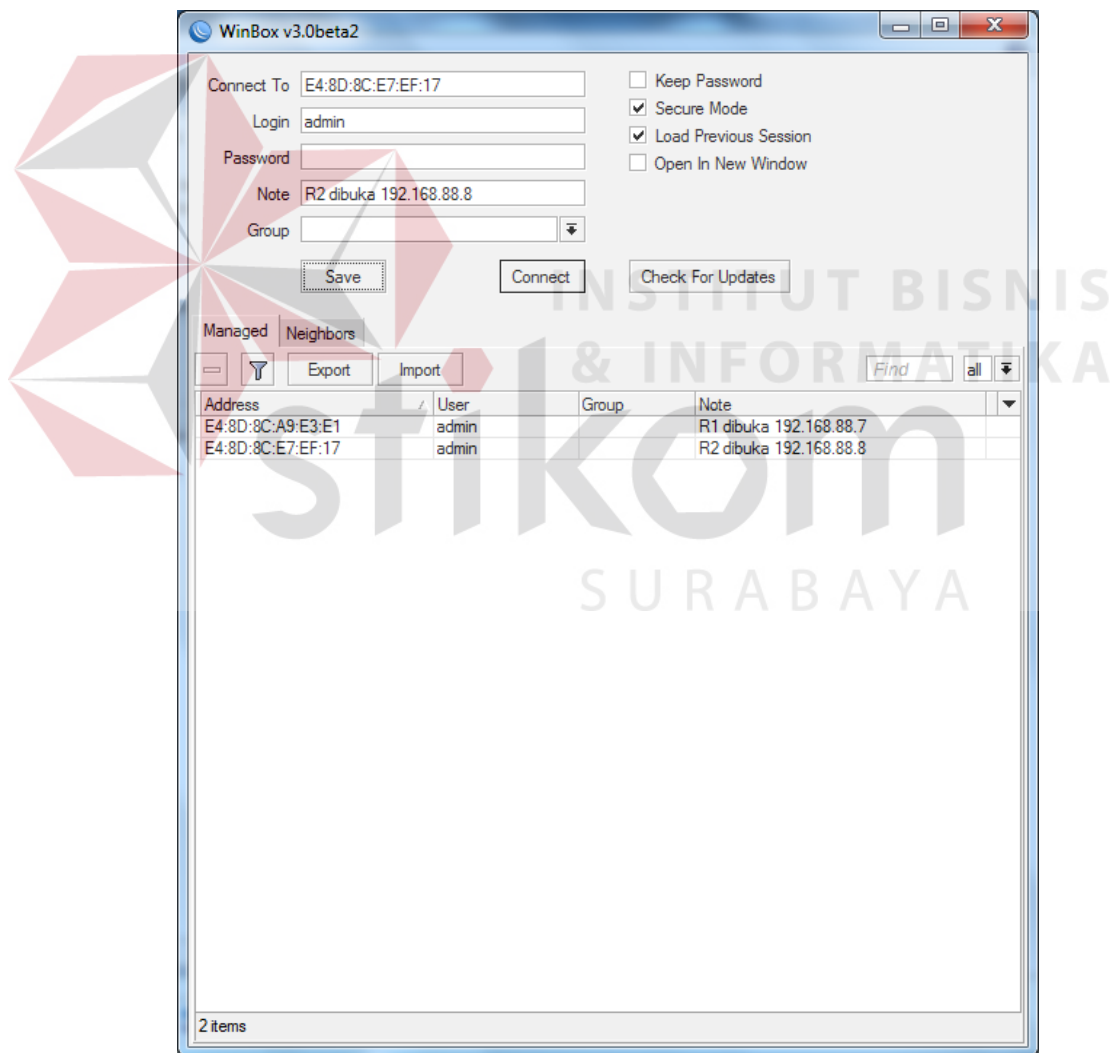 WinBox v3.0beta2
Connect To E4:8D:8C:E7:EF:17
Keep Password
Login admin
Secure Mode
Load Previous Session
Password
Open In New Window
Note R2 dibuka 192.168.88.8
Group
Save Connect Check For Updates
INSTITUT BISNIS
& INFORMATIKA
stikom
SURABAYA
Managed Neighbors
Export Import Find all
Address User Group Note
E4:8D:8C:A9:E3:E1 admin R1 dibuka 192.168.88.7
E4:8D:8C:E7:EF:17 admin R2 dibuka 192.168.88.8
2 items